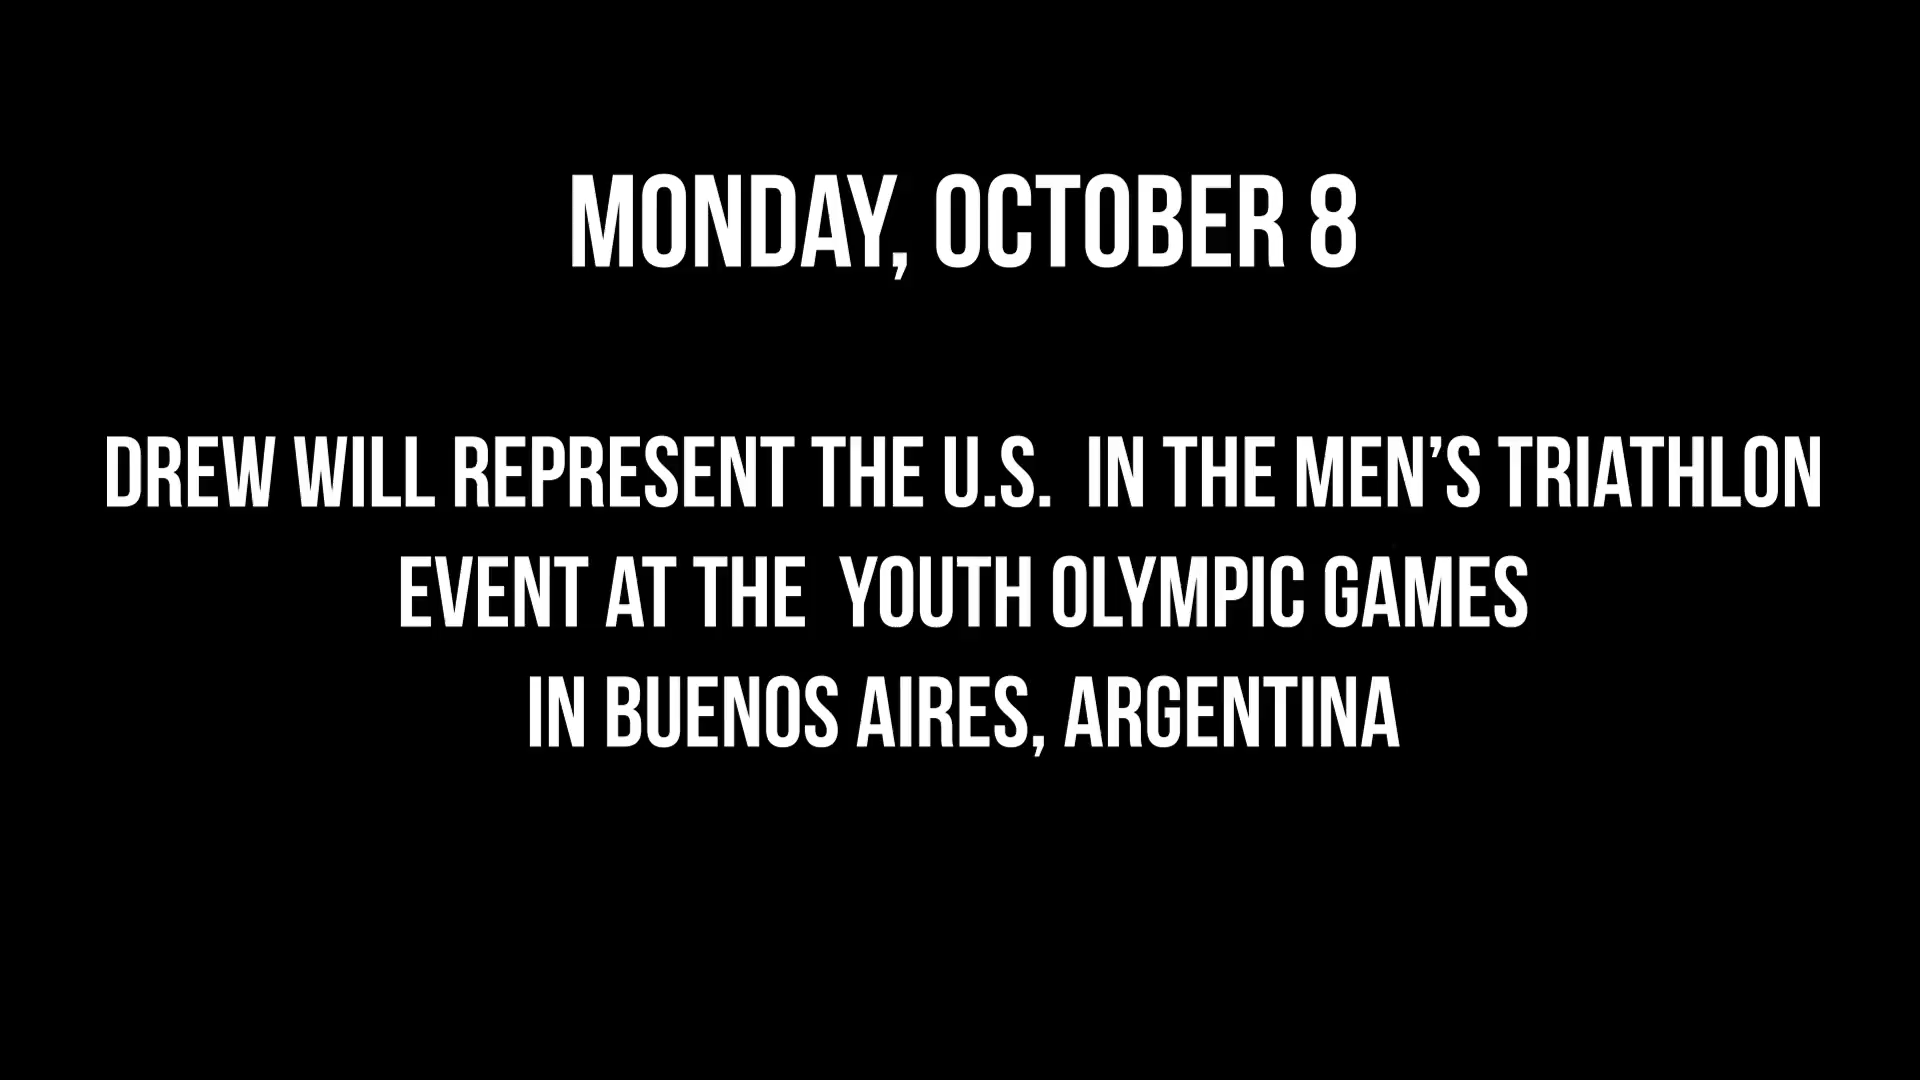 MONDAY, OCTOBER 8
DREW WILL REPRESENT THE U.S.  IN THE MEN’S TRIATHLON
EVENT AT THE  YOUTH OLYMPIC GAMES
IN BUENOS AIRES, ARGENTINA